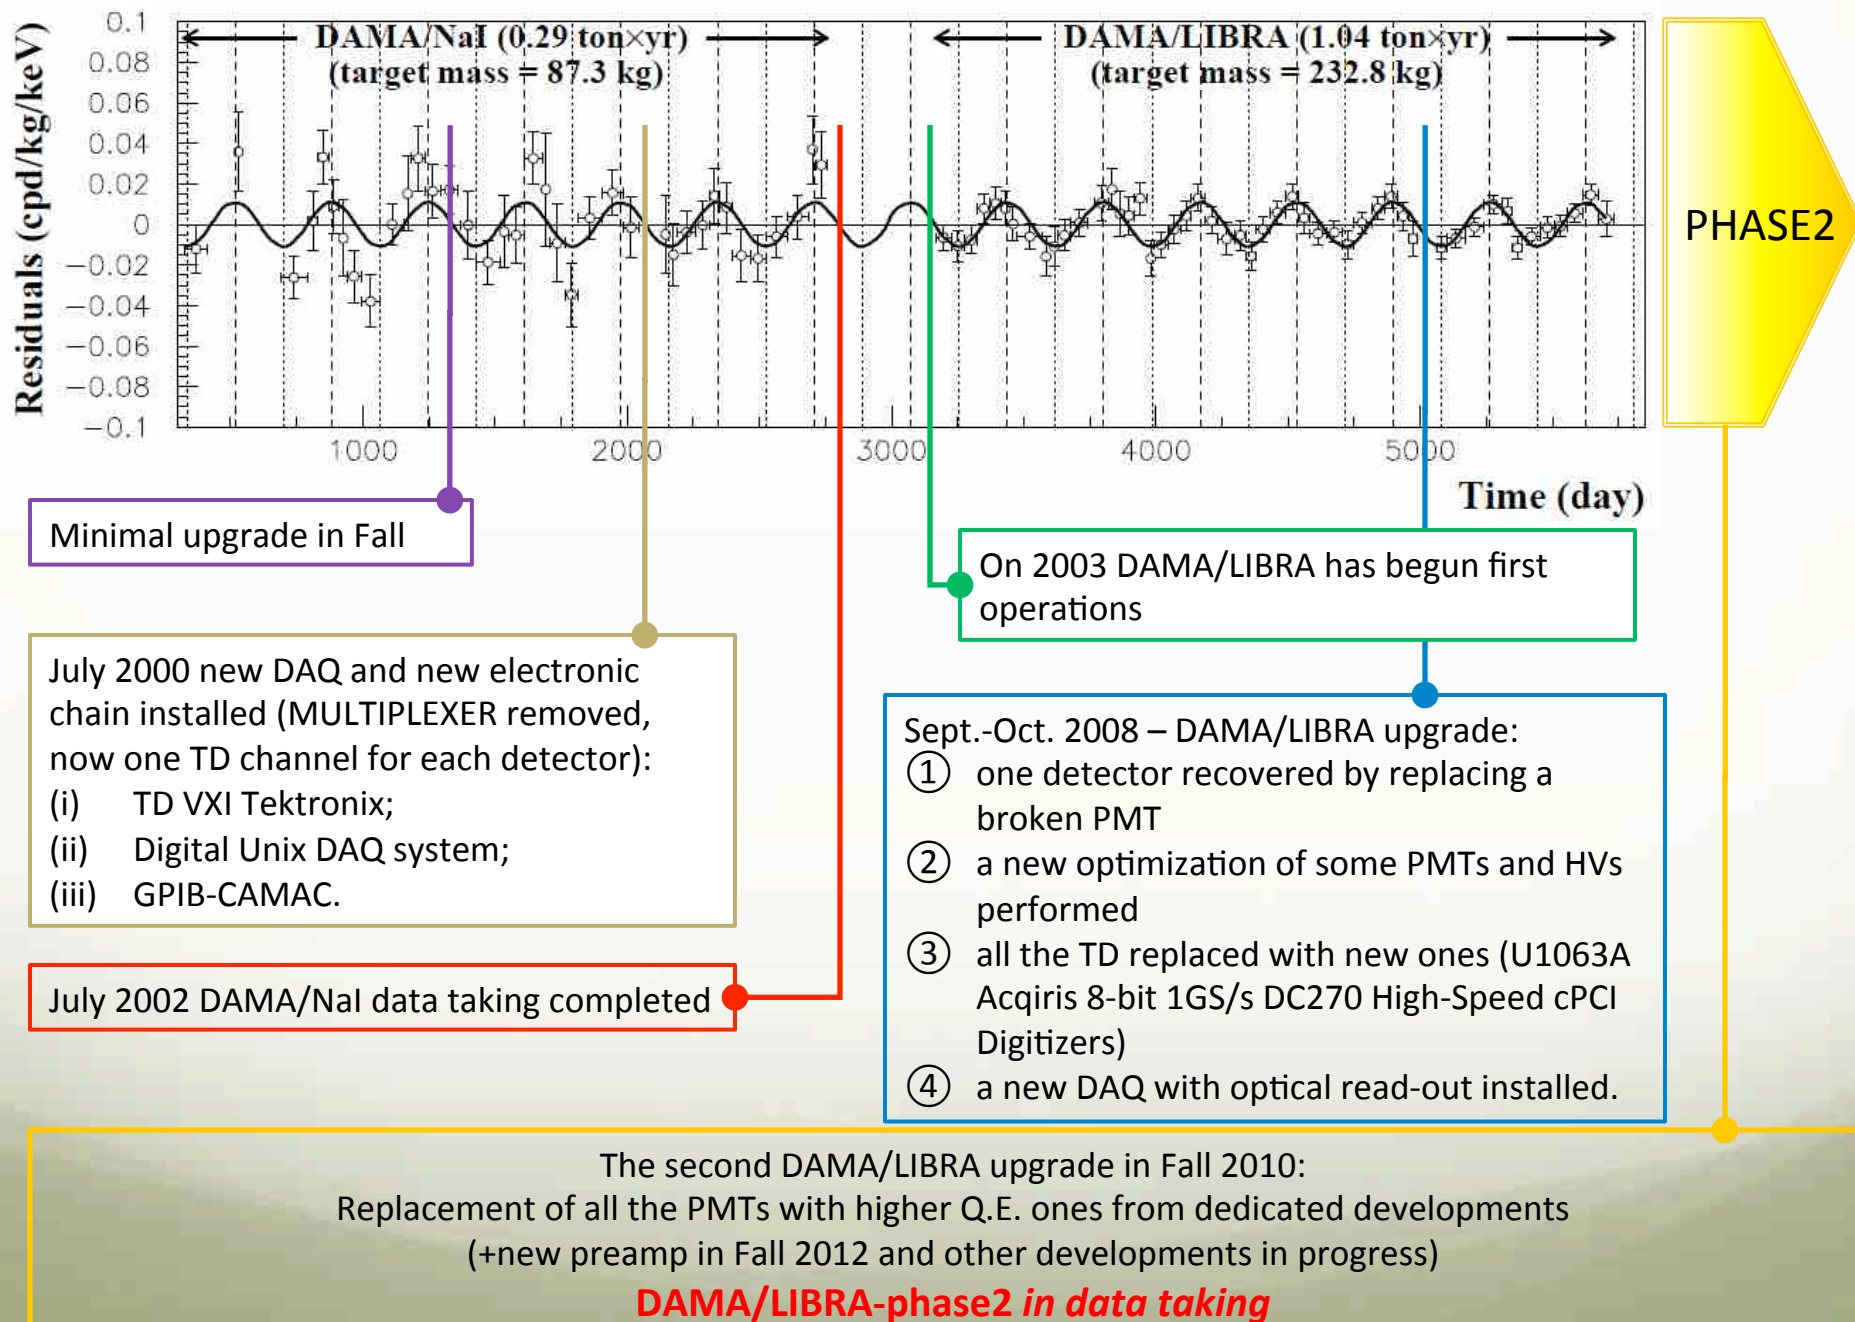 DAMA/NaI (0.29 ton×yr)
(target mass = 87.3 kg)
DAMA/LIBRA (1.04 ton×yr)
(target mass = 232.8 kg)
Residuals (cpd/kg/keV)
0.1
0.08
0.06
0.04
0.02
0
−0.02
−0.04
−0.06
−0.08
−0.1
1000
2000
3000
4000
5000
Time (day)
PHASE2
Minimal upgrade in Fall
On 2003 DAMA/LIBRA has begun first
operations
July 2000 new DAQ and new electronic
chain installed (MULTIPLEXER removed,
now one TD channel for each detector):
(i) TD VXI Tektronix;
(ii) Digital Unix DAQ system;
(iii) GPIB-CAMAC.
July 2002 DAMA/NaI data taking completed
Sept.-Oct. 2008 – DAMA/LIBRA upgrade:
① one detector recovered by replacing a
broken PMT
② a new optimization of some PMTs and HVs
performed
③ all the TD replaced with new ones (U1063A
Acqiris 8-bit 1GS/s DC270 High-Speed cPCI
Digitizers)
④ a new DAQ with optical read-out installed.
The second DAMA/LIBRA upgrade in Fall 2010:
Replacement of all the PMTs with higher Q.E. ones from dedicated developments
(+new preamp in Fall 2012 and other developments in progress)
DAMA/LIBRA-phase2 in data taking